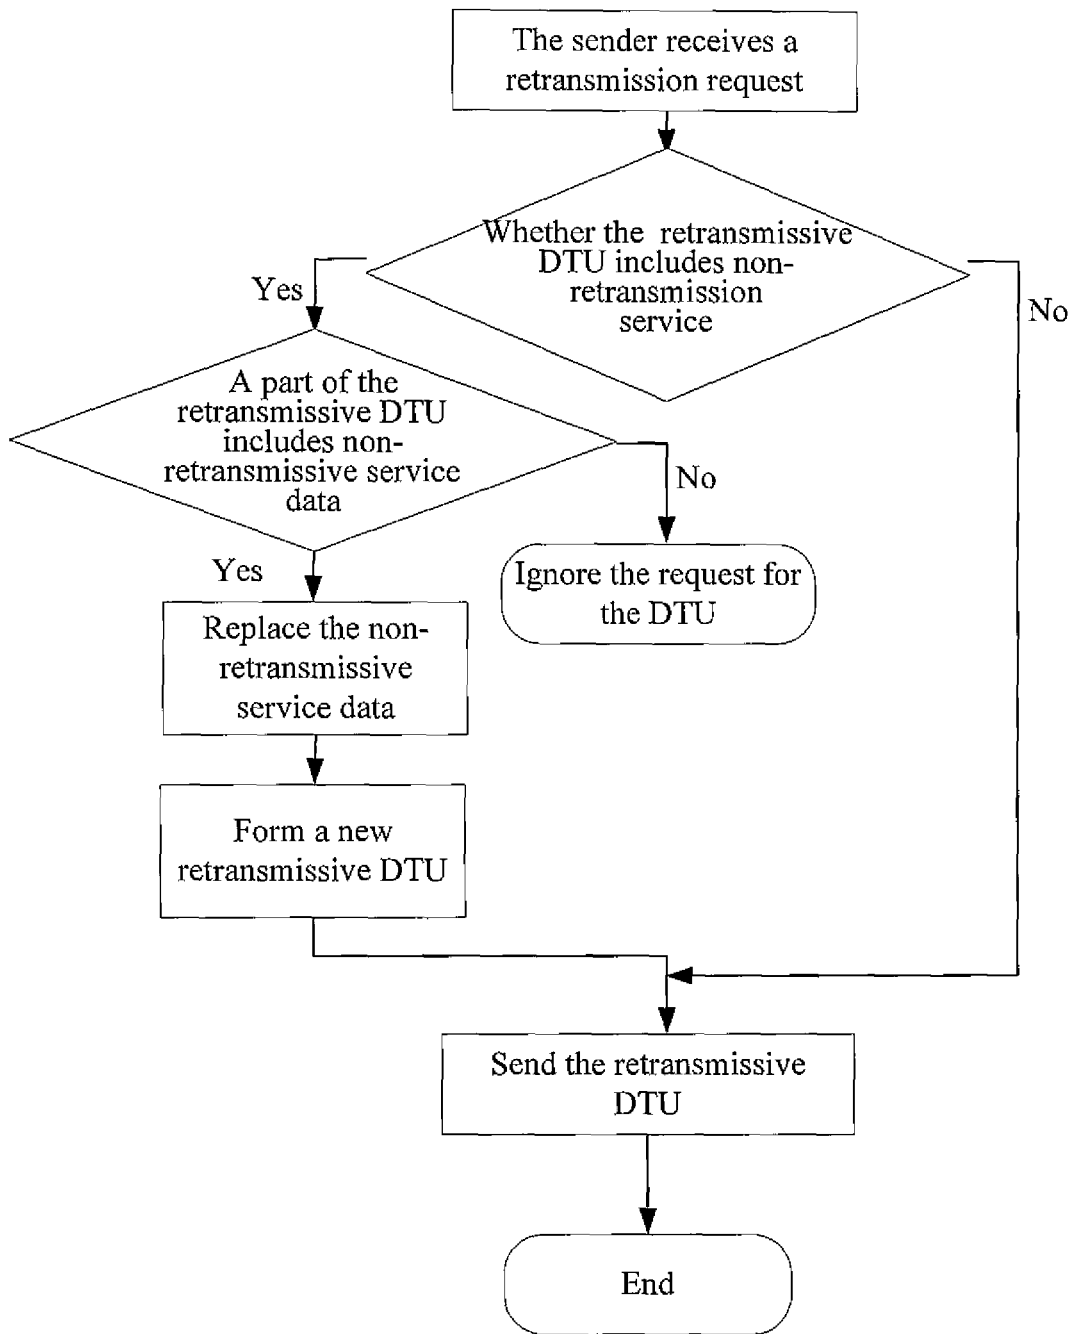 The sender receives a
retransmission request
Whether the retransmissive
DTU includes non-
retransmission
service
Yes
No
A part of the
retransmissive DTU
includes non-
retransmissive service
data
No
Yes
Ignore the request for
the DTU
Replace the non-
retransmissive
service data
Form a new
retransmissive DTU
Send the retransmissive
DTU
End